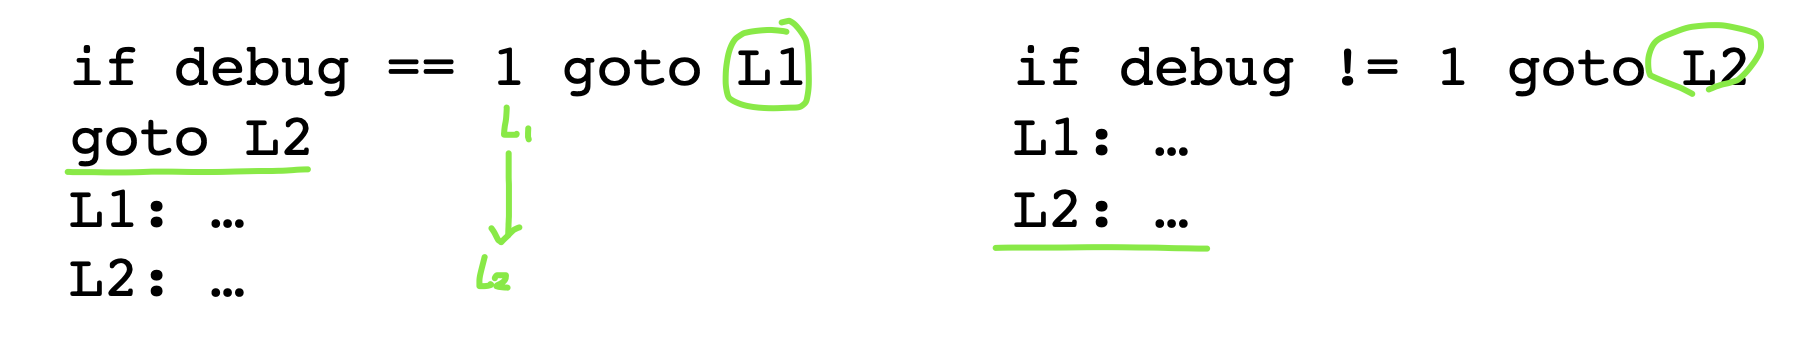 if debug == 1 goto L1
goto L2
L1: …
L2: …
L1
L2
if debug != 1 goto L2
L1: …
L2: …